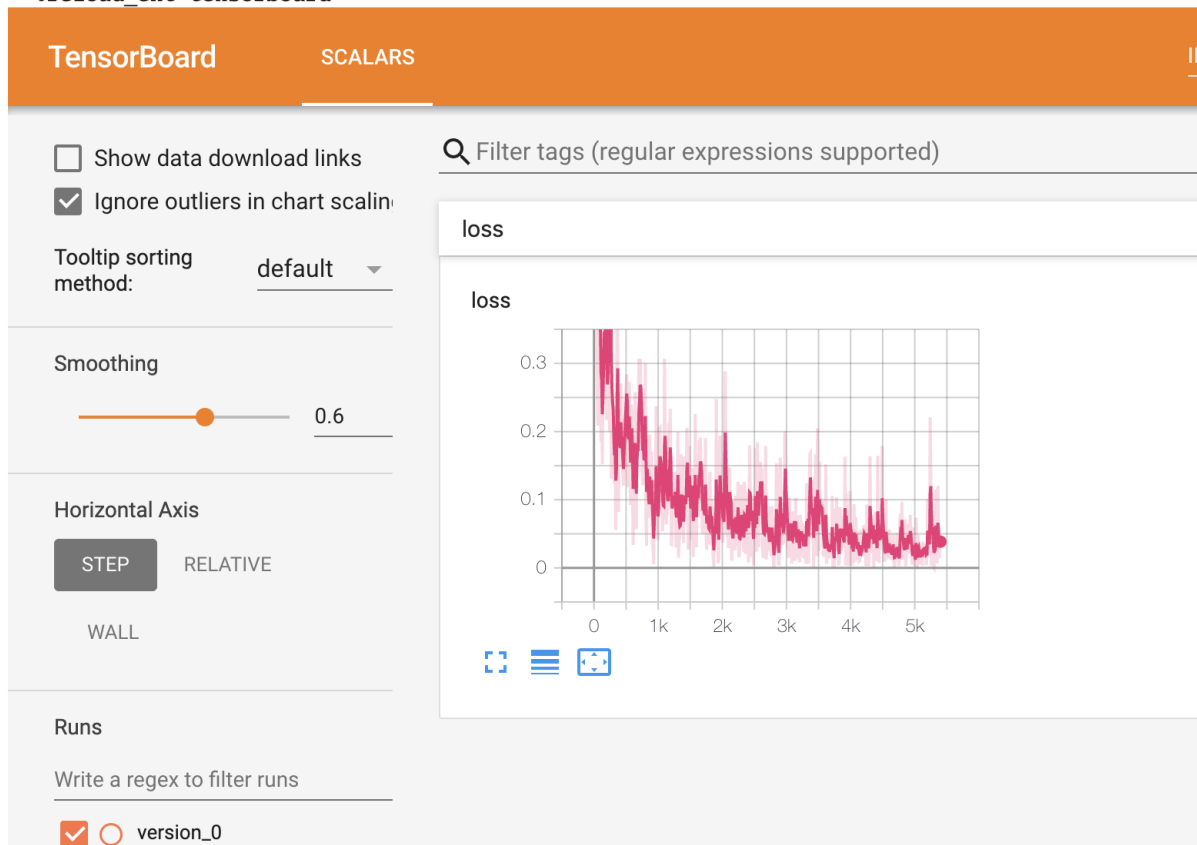 TensorBoard
SCALARS
Show data download links
Ignore outliers in chart
Tooltip sorting
method:
default
Smoothing
0.6
Horizontal Axis
STEP
RELATIVE
WALL
Runs
Write a regex to filter runs
version_0
Filter tags (regular expressions supported)
loss
loss
0.3
0.2
0.1
0
0 1k 2k 3k 4k 5k